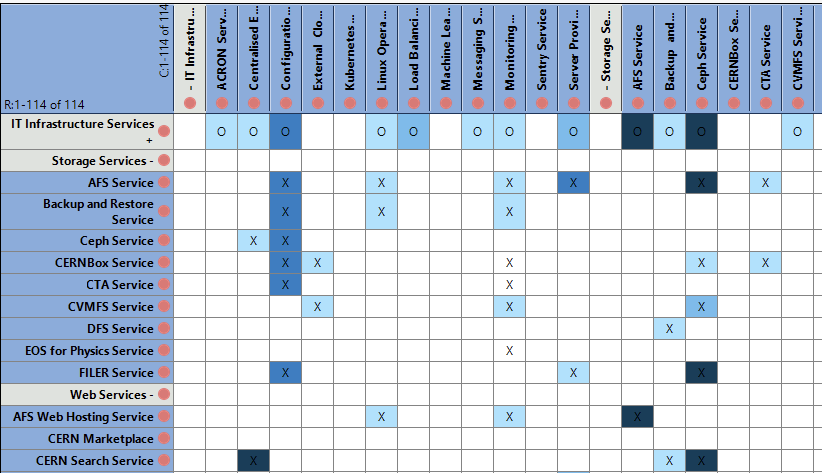 C:1-114 of 114
- IT Infrastru...
ACRON Serv...
Centralised E...
Configuratio...
External Clo...
Kubernetes...
Linux Opera...
Load Balanci...
Machine Lea...
Messaging S...
Monitoring...
Sentry Service
Server Provi...
- Storage Se...
AFS Service
Backup and...
Ceph Service
CERNBox Se...
CTA Service
CVMFS Servi...
R:1-114 of 114
IT Infrastructure Services
+
O O O O O O O O O O O O
Storage Services -
AFS Service X X X X X X
Backup and Restore
Service X X X
Ceph Service X X
CERNBox Service X X X X X
CTA Service X X
CVMFS Service X X X
DFS Service X
EOS for Physics Service X
FILER Service X X X
Web Services -
AFS Web Hosting Service X X X
CERN Marketplace
CERN Search Service X X X